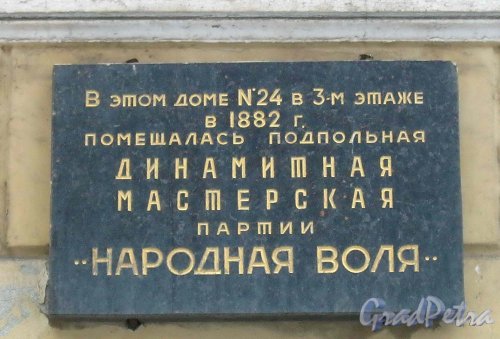 В ЭТОМ ДОМЕ №24 В 3-М ЭТАЖЕ
В 1882 Г.
ПОМЕЩАЛАСЬ ПОДПОЛЬНАЯ
ДИНАМИТНАЯ
МАСТЕРСКАЯ
ПАРТИИ
"НАРОДНАЯ ВОЛЯ"
GradPetra